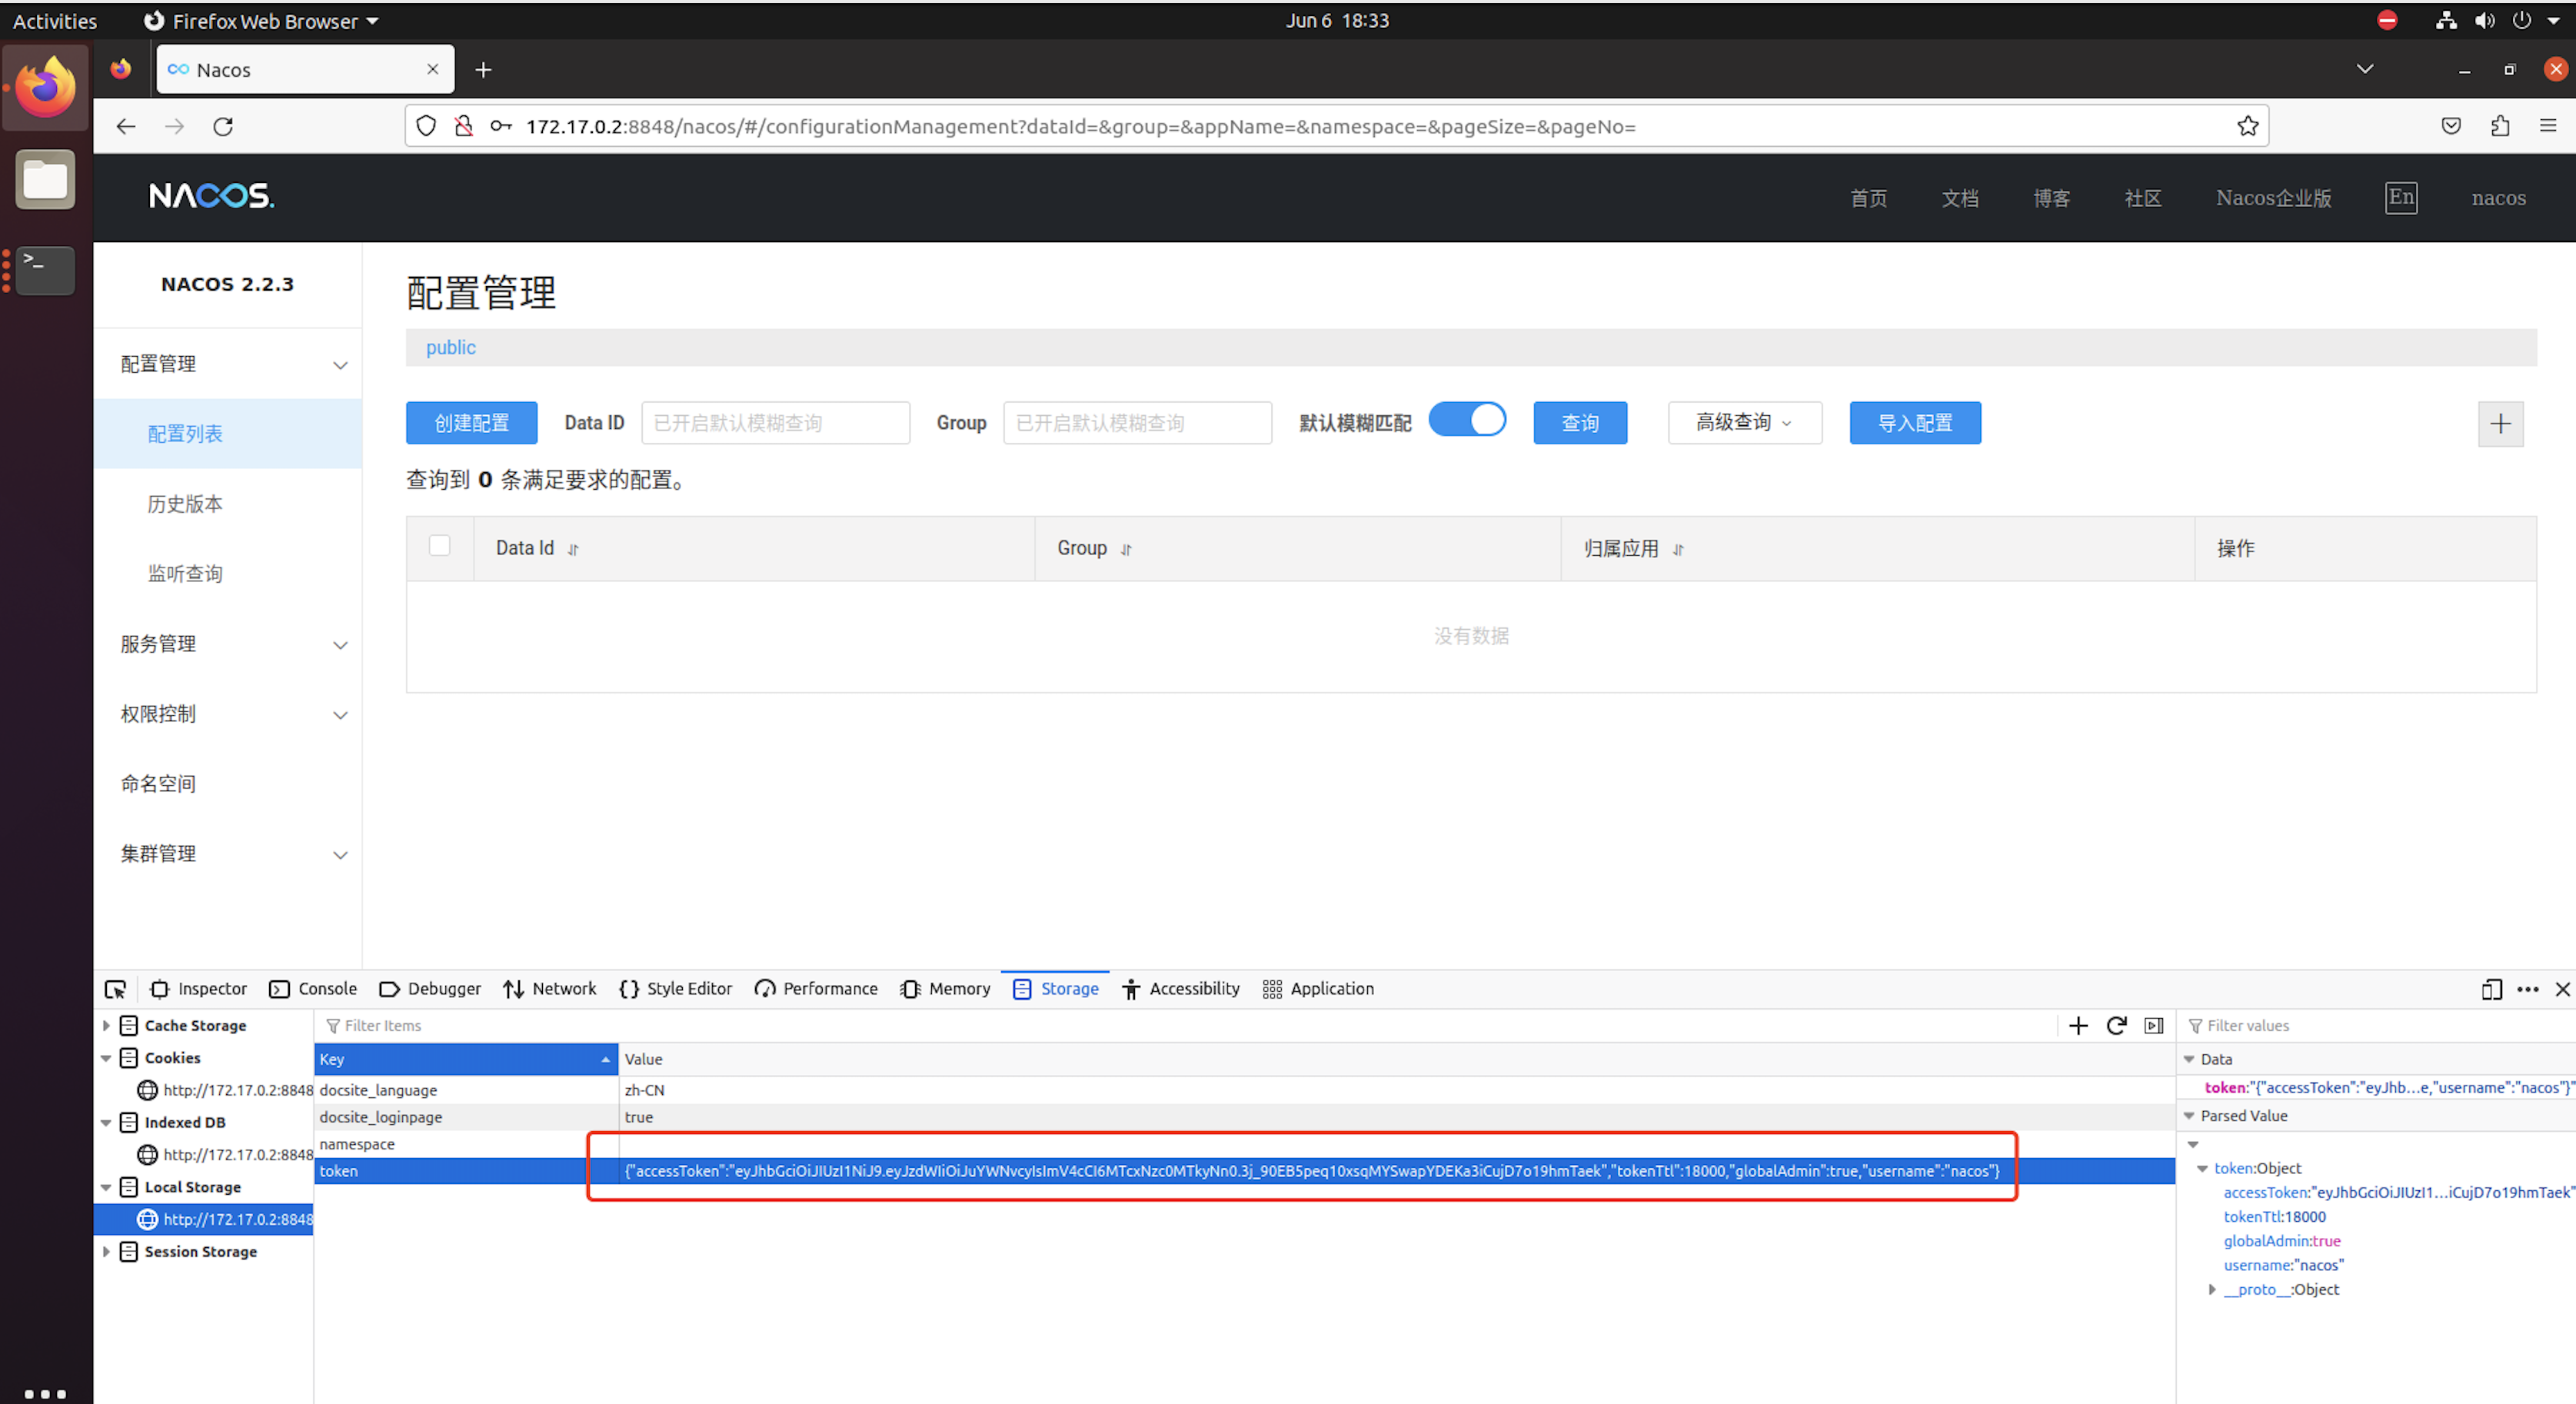 Activities Firefox Web Browser Jun 6 18:33
Nacos
172.17.0.2:8848/nacos/#/configurationManagement?dataId=&group=&appName=&namespace=&pageSize=&pageNo=
NACOS. 首页 文档 博客 社区 Nacos企业版 En nacos
NACOS 2.2.3
配置管理
配置列表
历史版本
监听查询
服务管理
权限控制
命名空间
集群管理
配置管理
public
创建配置 Data ID 已开启默认模糊查询 Group 已开启默认模糊查询 默认模糊匹配 查询 高级查询 导入配置
查询到 0 条满足要求的配置。
Data Id Group 归属应用 操作
没有数据
Inspector Console Debugger Network Style Editor Performance Memory Storage Accessibility Application
Cache Storage
Cookies
http://172.17.0.2:8848
Indexed DB
http://172.17.0.2:8848
Local Storage
http://172.17.0.2:8848
Session Storage
Filter Items
Key Value
docsite_language zh-CN
docsite_loginpage true
namespace
token {"accessToken":"eyJhbGciOiJIUzI1NiJ9.eyJzdWIiOiJuYWNvcyIsImV4cCI6MTcxNzc0MTkyNn0.3j_90EB5peq10xsqMYSwapYDEKa3iCujD7o19hmTaek","tokenTtl":18000,"globalAdmin":true,"username":"nacos"}
Filter values
Data
token:"{"accessToken":"eyJhb...e,"username":"nacos"}"
Parsed Value
token:Object
accessToken:"eyJhbGciOiJIUzI1...iCujD7o19hmTaek"
tokenTtl:18000
globalAdmin:true
username:"nacos"
__proto__:Object